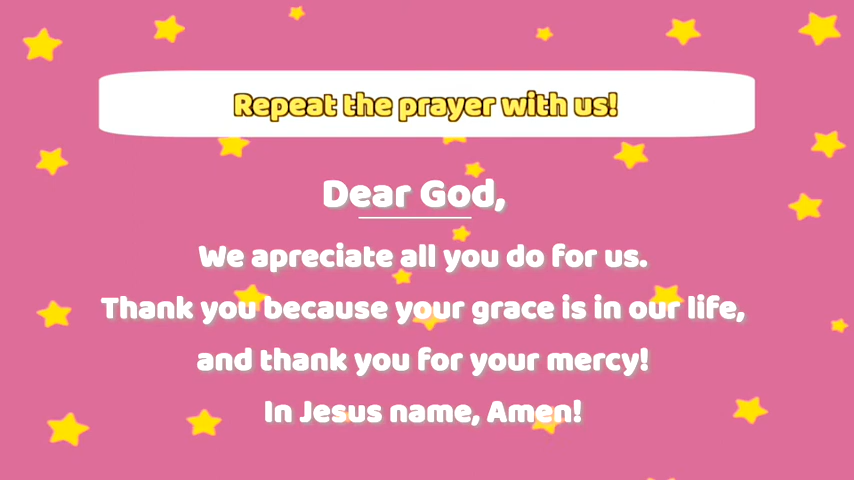 Repeat the prayer with us!
Dear God,
We apreciate all you do for us.
Thank you because your grace is in our life,
and thank you for your mercy!
In Jesus name, Amen!